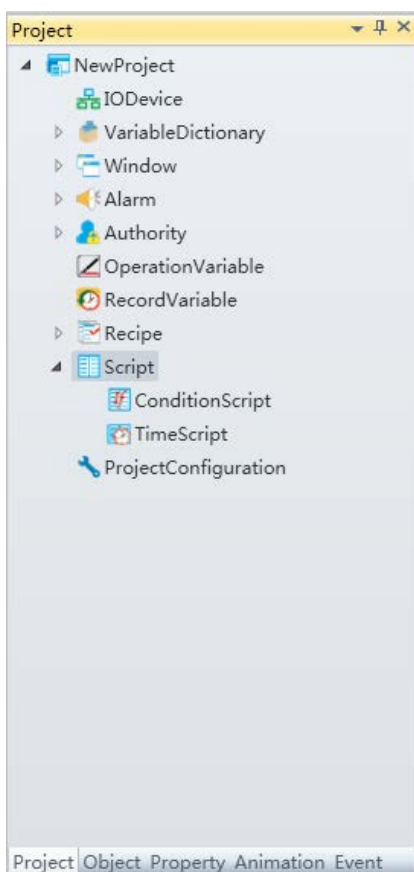 Project
NewProject
IODevice
VariableDictionary
Window
Alarm
Authority
OperationVariable
RecordVariable
Recipe
Script
ConditionScript
TimeScript
ProjectConfiguration
Project Object Property Animation Event